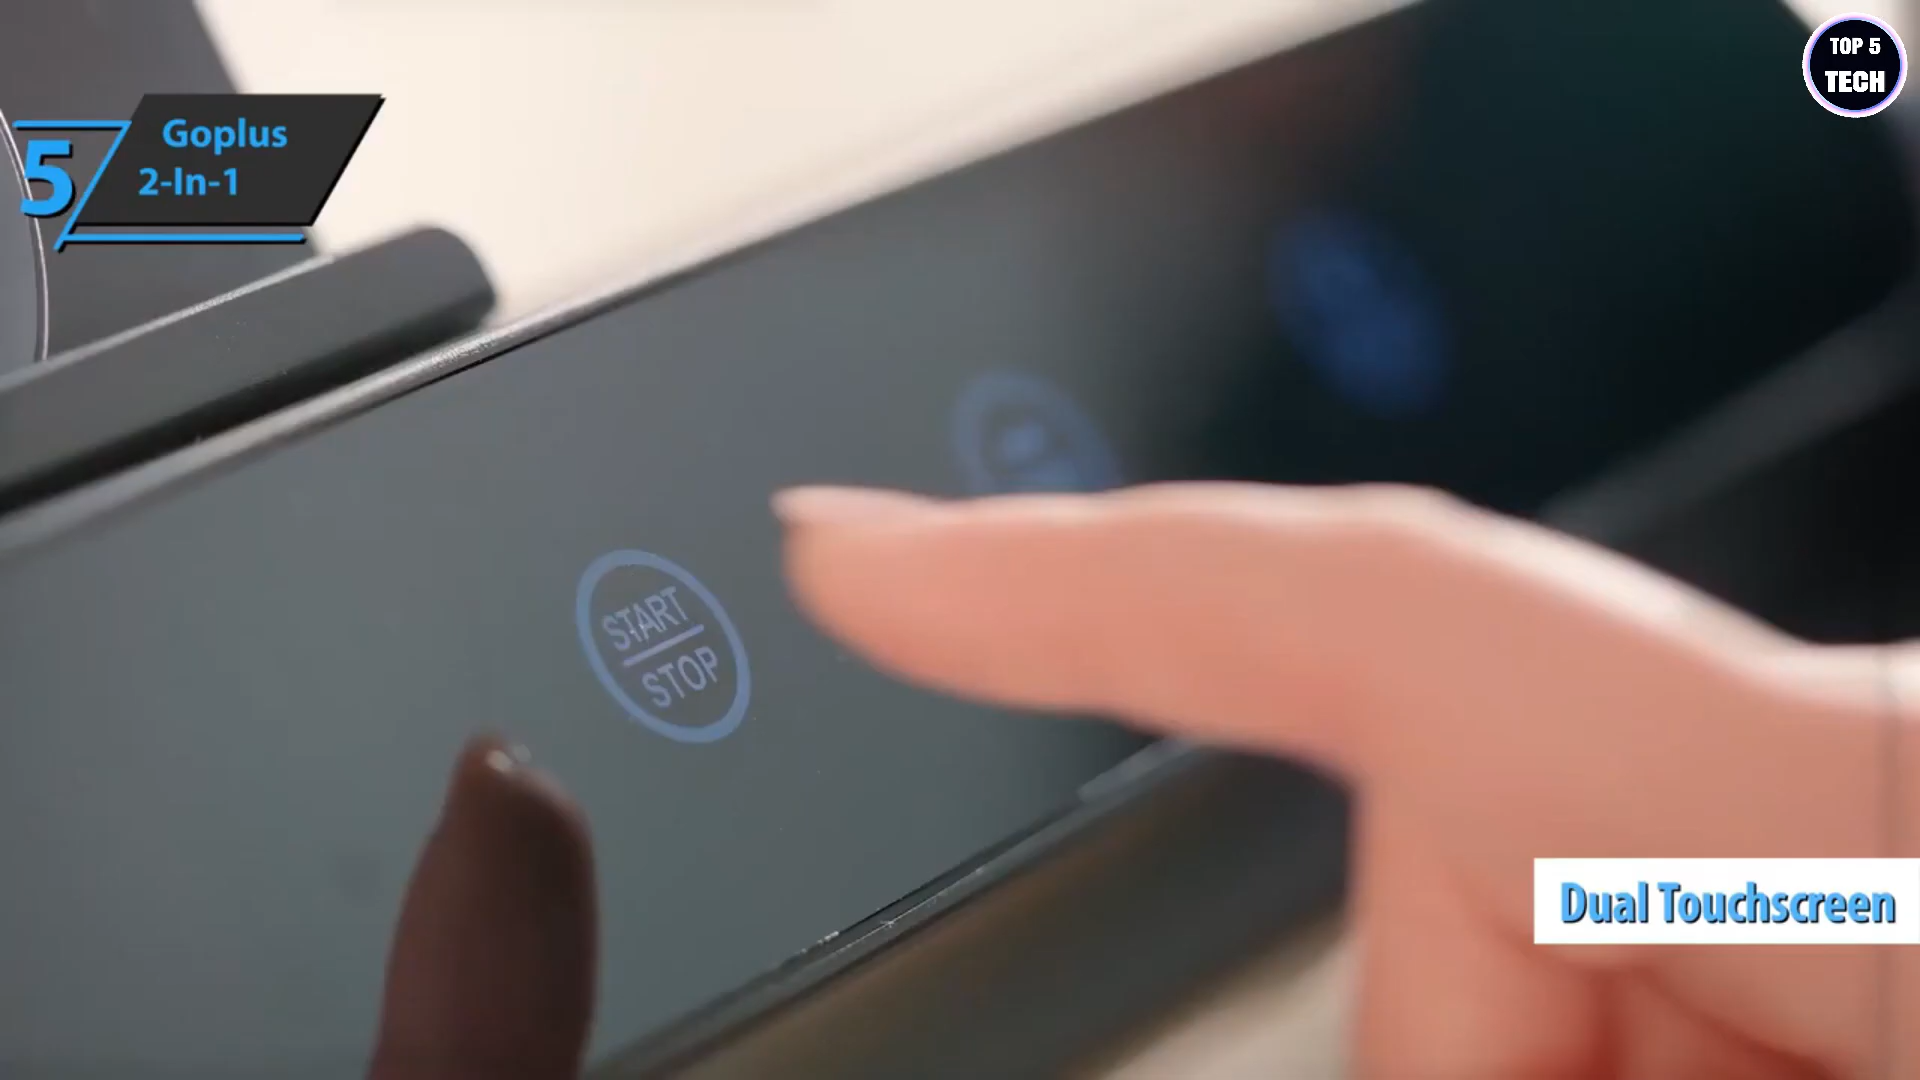 TOP 5
TECH
5
Goplus
2-In-1
START
STOP
Dual Touchscreen